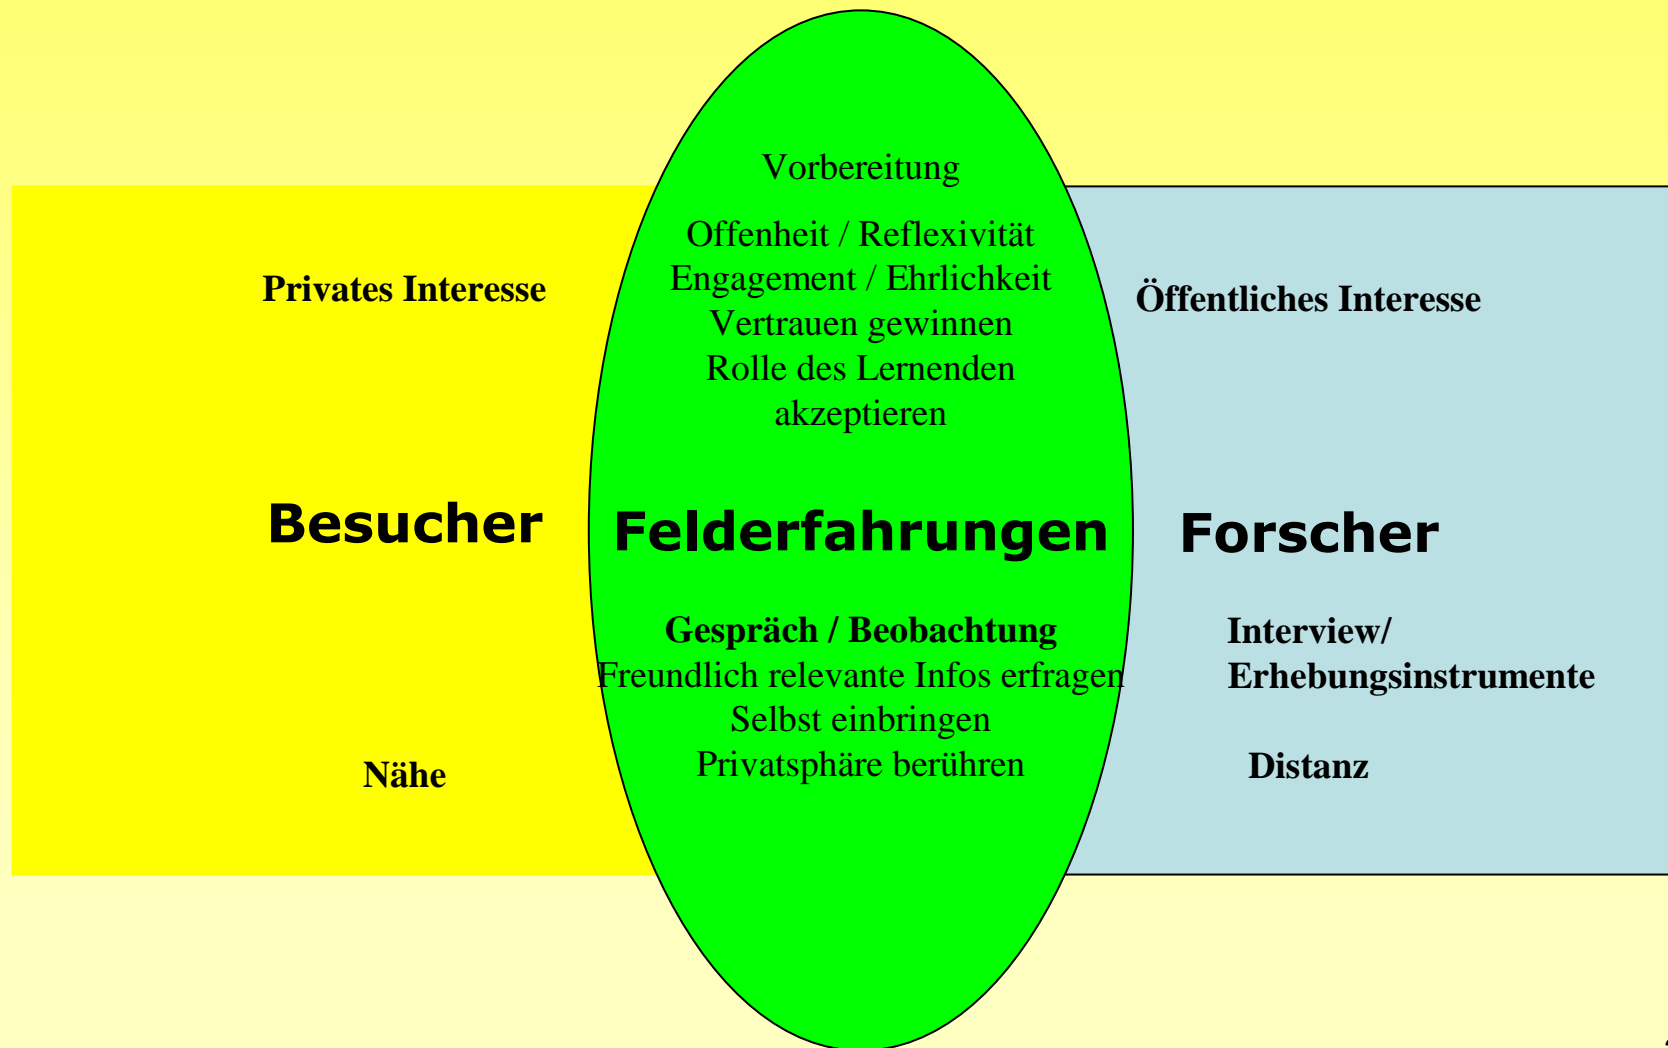 Privates Interesse
Besucher
Nähe
Vorbereitung
Offenheit / Reflexivität
Engagement / Ehrlichkeit
Vertrauen gewinnen
Rolle des Lernenden
akzeptieren
Felderfahrungen
Gespräch / Beobachtung
Freundlich relevante Infos erfragen
Selbst einbringen
Privatsphäre berühren
Öffentliches Interesse
Forscher
Interview/
Erhebungsinstrumente
Distanz